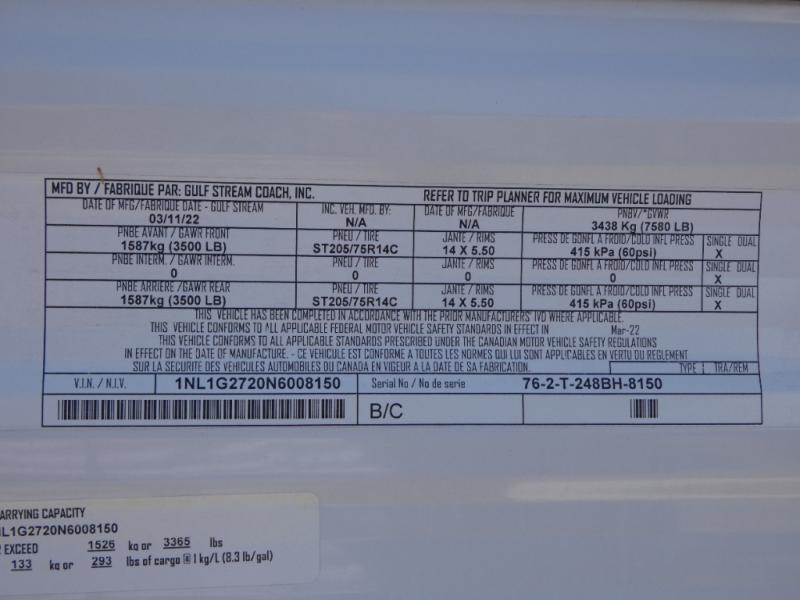 MFD BY / FABRIQUE PAR: GULF STREAM COACH, INC. REFER TO TRIP PLANNER FOR MAXIMUM VEHICLE LOADING
DATE OF MFG/FABRIQUE DATE - GULF STREAM INC. VEH. MFD. BY: DATE OF MFG/FABRIQUE PNBV/*GVWR
03/11/22 N/A N/A 3438 Kg (7580 LB)
PNBE AVANT / GAWR FRONT PNEU / TIRE JANTE / RIMS PRESS DE GONFL A FROID/COLD INFL PRESS SINGLE DUAL
1587kg (3500 LB) ST205/75R14C 14 X 5.50 415 kPa (60psi) X
PNBE INTERM. / GAWR INTERM. PNEU / TIRE JANTE / RIMS PRESS DE GONFL A FROID/COLD INFL PRESS SINGLE DUAL
0 0 0 0 X
PNBE ARRIERE /GAWR REAR PNEU / TIRE JANTE / RIMS PRESS DE GONFL A FROID/COLD INFL PRESS SINGLE DUAL
1587kg (3500 LB) ST205/75R14C 14 X 5.50 415 kPa (60psi) X
THIS VEHICLE HAS BEEN COMPLETED IN ACCORDANCE WITH THE PRIOR MANUFACTURERS' IVD WHERE APPLICABLE.
THIS VEHICLE CONFORMS TO ALL APPLICABLE FEDERAL MOTOR VEHICLE SAFETY STANDARDS IN EFFECT IN Mar-22
THIS VEHICLE CONFORMS TO ALL APPLICABLE STANDARDS PRESCRIBED UNDER THE CANADIAN MOTOR VEHICLE SAFETY REGULATIONS
IN EFFECT ON THE DATE OF MANUFACTURE. - CE VEHICULE EST CONFORME A TOUTES LES NORMES QUI LUI SONT APPLICABLES EN VERTU DU REGLEMENT
SUR LA SECURITE DES VEHICULES AUTOMOBILES DU CANADA EN VIGEUR A LA DATE DE SA FABRICATION. TYPE TRA/REM
V.I.N. / N.I.V. 1NL1G2720N6008150 Serial No / No de serie 76-2-T-248BH-8150
B/C
ARRYING CAPACITY
NL1G2720N6008150
EXCEED 1526 kg or 3365 lbs
133 kg or 293 lbs of cargo @ 1 kg/L (8.3 lb/gal)